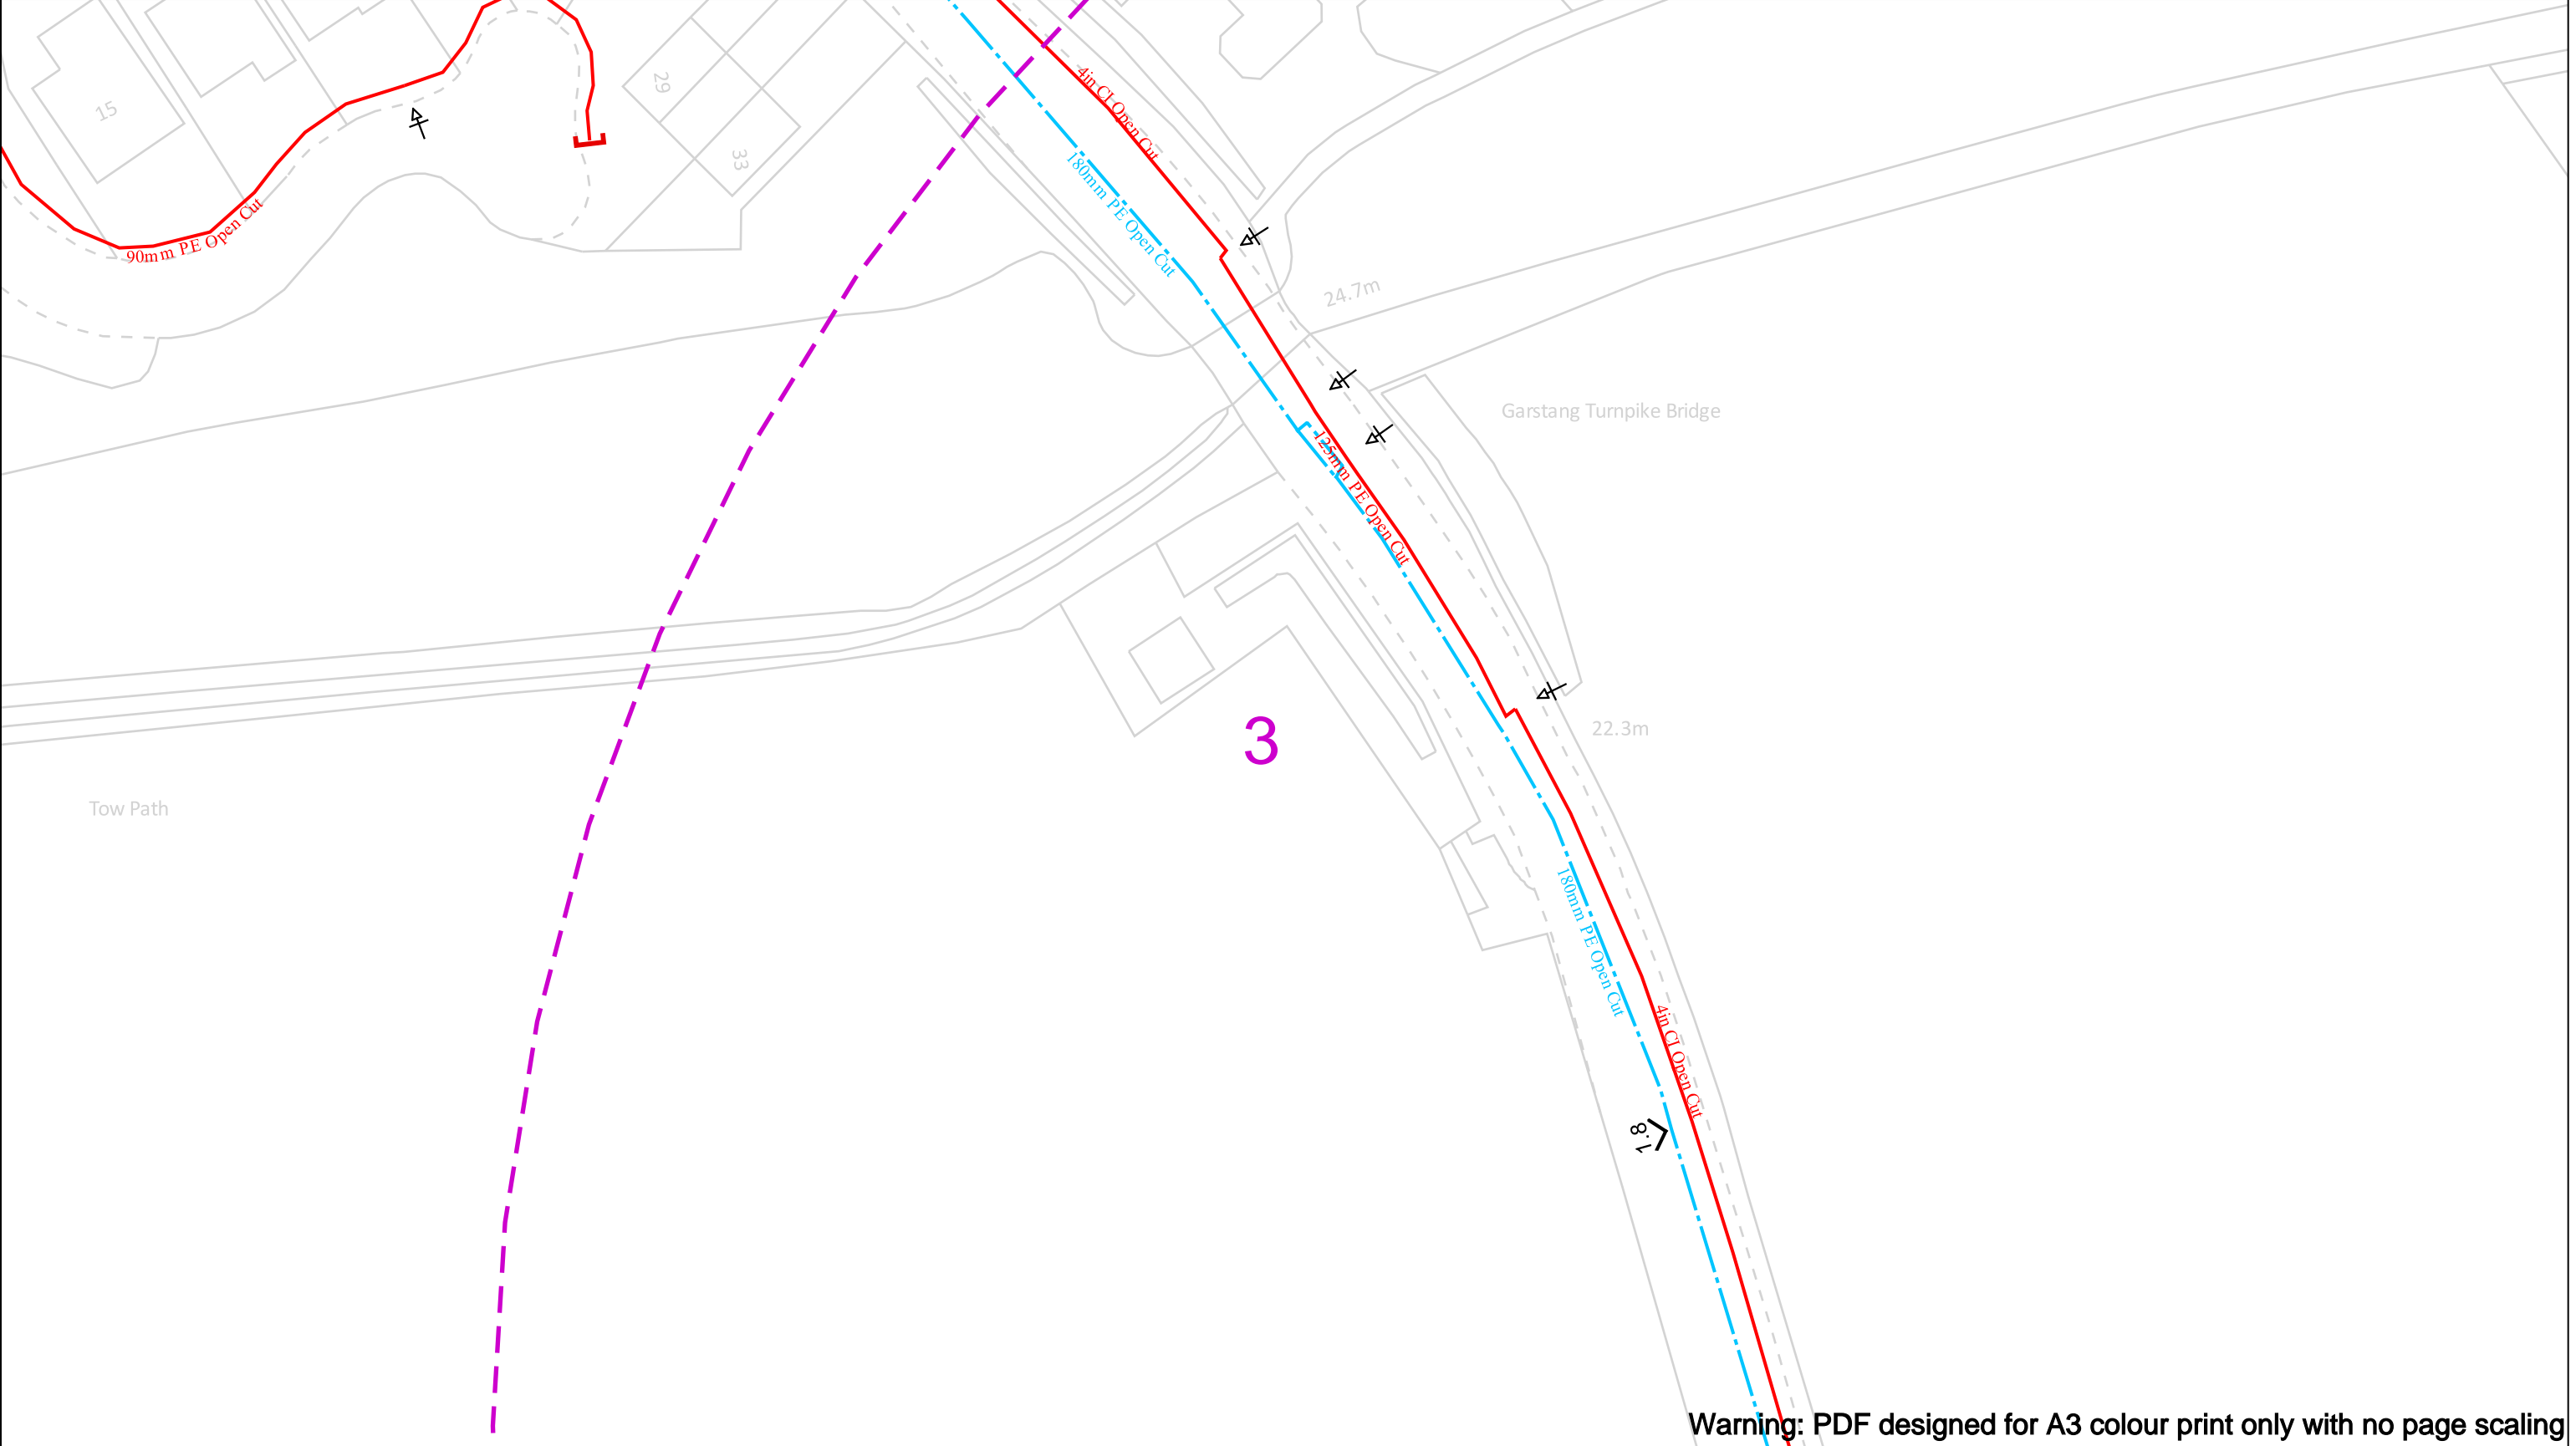 15
29
33
90mm PE Open Cut
4in CI Open Cut
180mm PE Open Cut
24.7m
Garstang Turnpike Bridge
125mm PE Open Cut
3
22.3m
Tow Path
180mm PE Open Cut
4in CI Open Cut
1.8
Warning: PDF designed for A3 colour print only with no page scaling